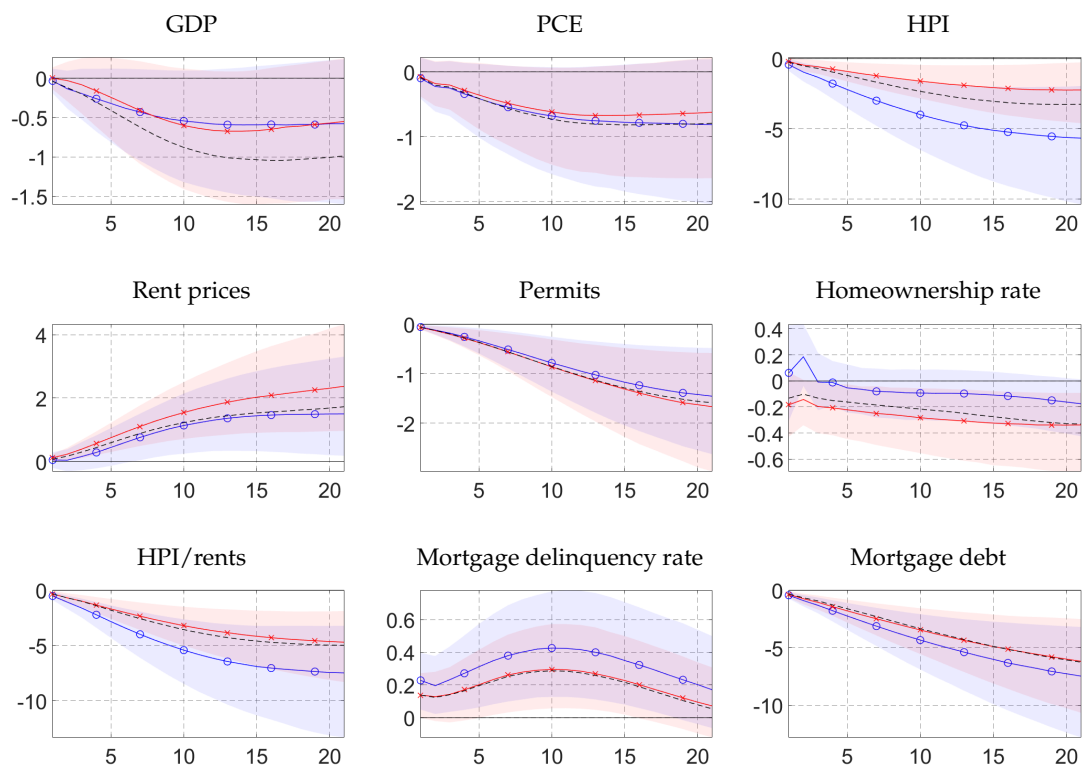 GDP
PCE
HPI
0
-0.5
-1
-1.5
5 10 15 20
0
-1
-2
5 10 15 20
0
-5
-10
5 10 15 20
Rent prices
Permits
Homeownership rate
4
2
0
5 10 15 20
0
-1
-2
5 10 15 20
0.4
0.2
0
-0.2
-0.4
-0.6
5 10 15 20
HPI/rents
Mortgage delinquency rate
Mortgage debt
0
-5
-10
5 10 15 20
0.6
0.4
0.2
0
5 10 15 20
0
-5
-10
5 10 15 20